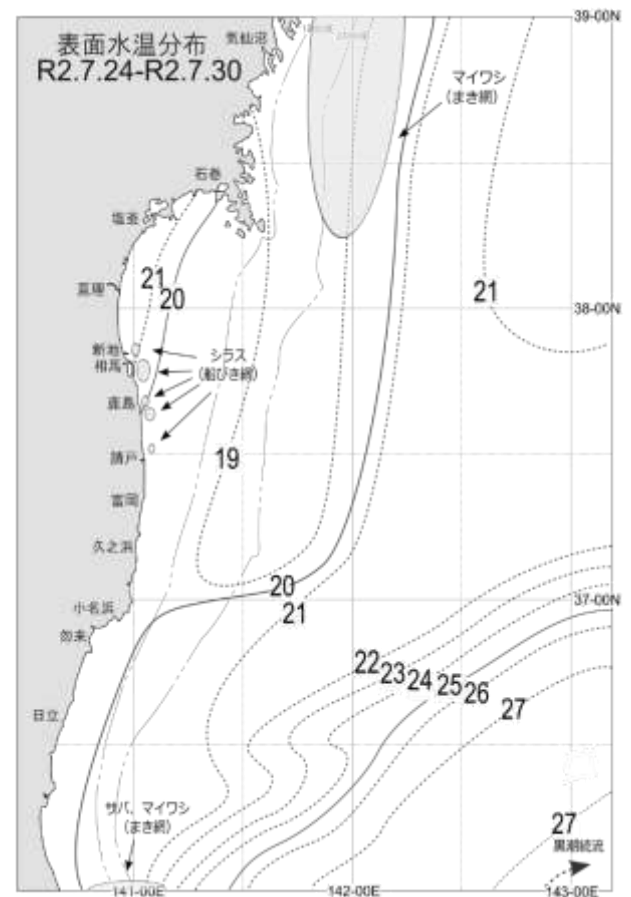 表面水温分布
R2.7.24-R2.7.30
気仙沼
39-00N
マイワシ
(まき網)
石巻
塩釜
亘理
21
20
21
38-00N
新地
相馬
シラス
(船びき網)
鹿島
19
請戸
富岡
久之浜
20
21
37-00N
小名浜
勿来
22
23
24
25
26
27
日立
サバ、マイワシ
(まき網)
27
黒潮続流
141-00E
142-00E
143-00E